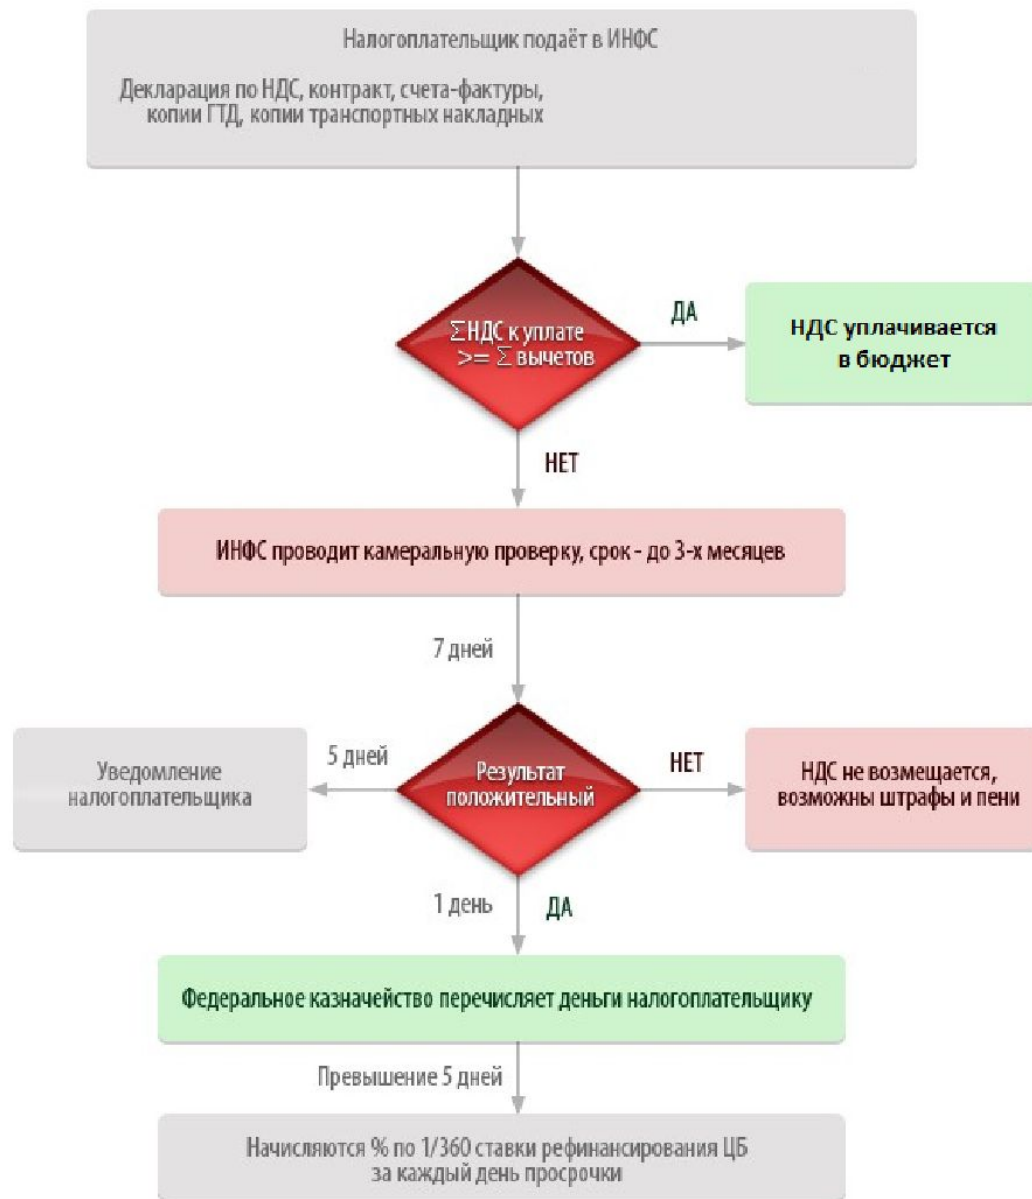 Налогоплательщик подаёт в ИНФС
Декларация по НДС, контракт, счета-фактуры,
копии ГТД, копии транспортных накладных
ΣНДС к уплате
>= Σ вычетов
ДА
НДС уплачивается
в бюджет
НЕТ
ИНФС проводит камеральную проверку, срок - до 3-х месяцев
7 дней
Уведомление
налогоплательщика
5 дней
Результат
положительный
НЕТ
НДС не возмещается,
возможны штрафы и пени
1 день
ДА
Федеральное казначейство перечисляет деньги налогоплательщику
Превышение 5 дней
Начисляются % по 1/360 ставки рефинансирования ЦБ
за каждый день просрочки